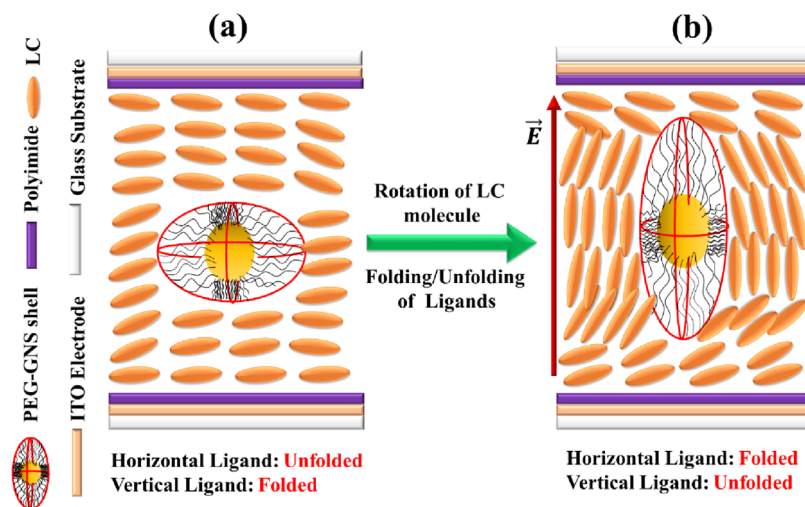 (a)
(b)
LC
Polyimide
Glass Substrate
PEG-GNS shell
ITO Electrode
Rotation of LC
molecule
Folding/Unfolding
of Ligands
E
Horizontal Ligand: Unfolded
Vertical Ligand: Folded
Horizontal Ligand: Folded
Vertical Ligand: Unfolded